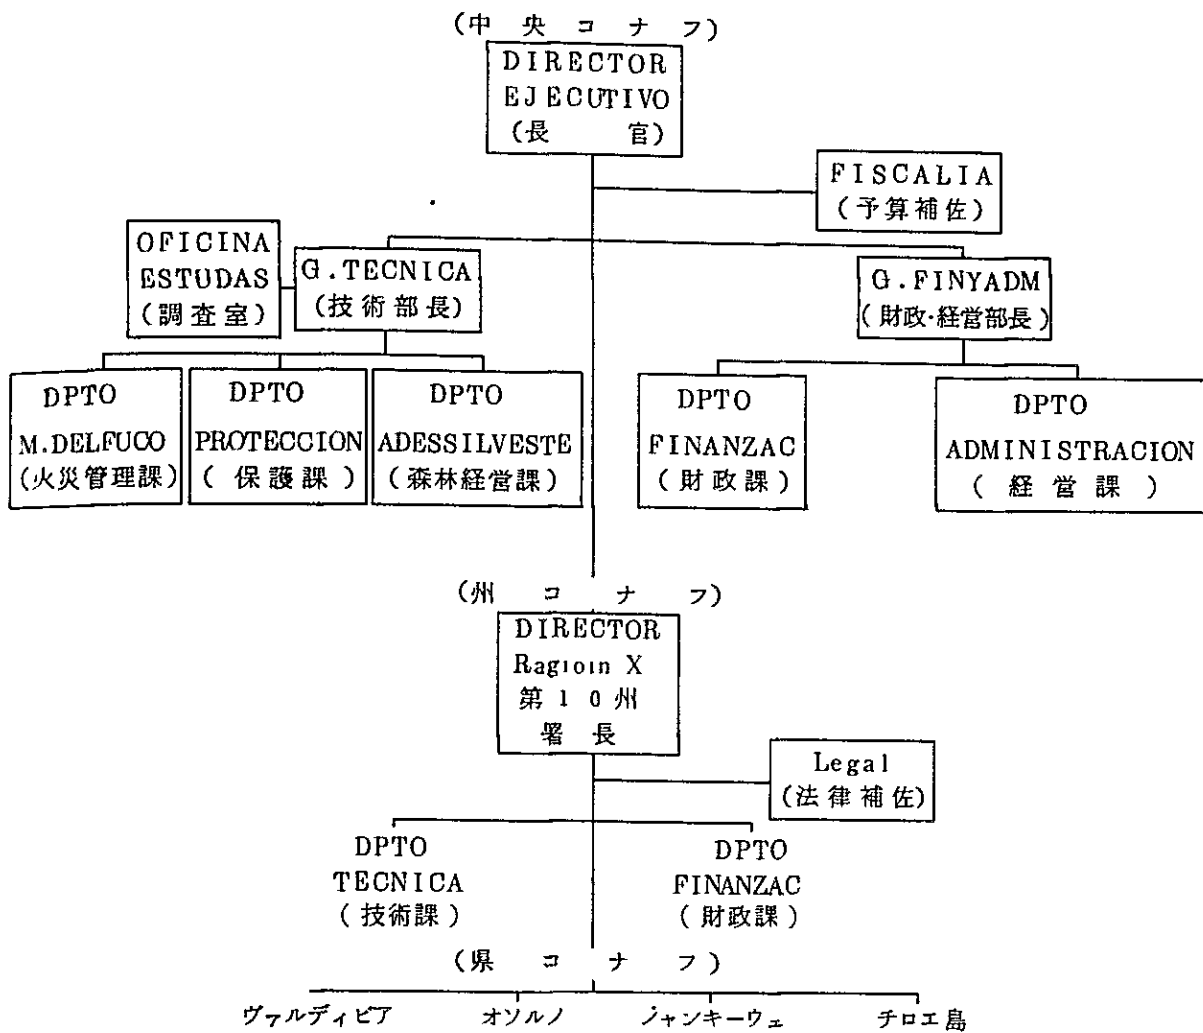 (中央コナフ)
DIRECTOR
EJECUTIVO
(長官)
FISCALIA
(予算補佐)
OFICINA
ESTUDAS
(調査室)
G.TECNICA
(技術部長)
G.FINYADM
(財政・経営部長)
DPTO
M.DELFUCO
(火災管理課)
DPTO
PROTECCION
(保護課)
DPTO
ADESSILVESTE
(森林経営課)
DPTO
FINANZAC
(財政課)
DPTO
ADMINISTRACION
(経営課)
(州コナフ)
DIRECTOR
Ragioin X
第10州
署長
Legal
(法律補佐)
DPTO
TECNICA
(技術課)
DPTO
FINANZAC
(財政課)
(県コナフ)
ヴァルディビア オソルノ ジャンキーウェ チロエ島